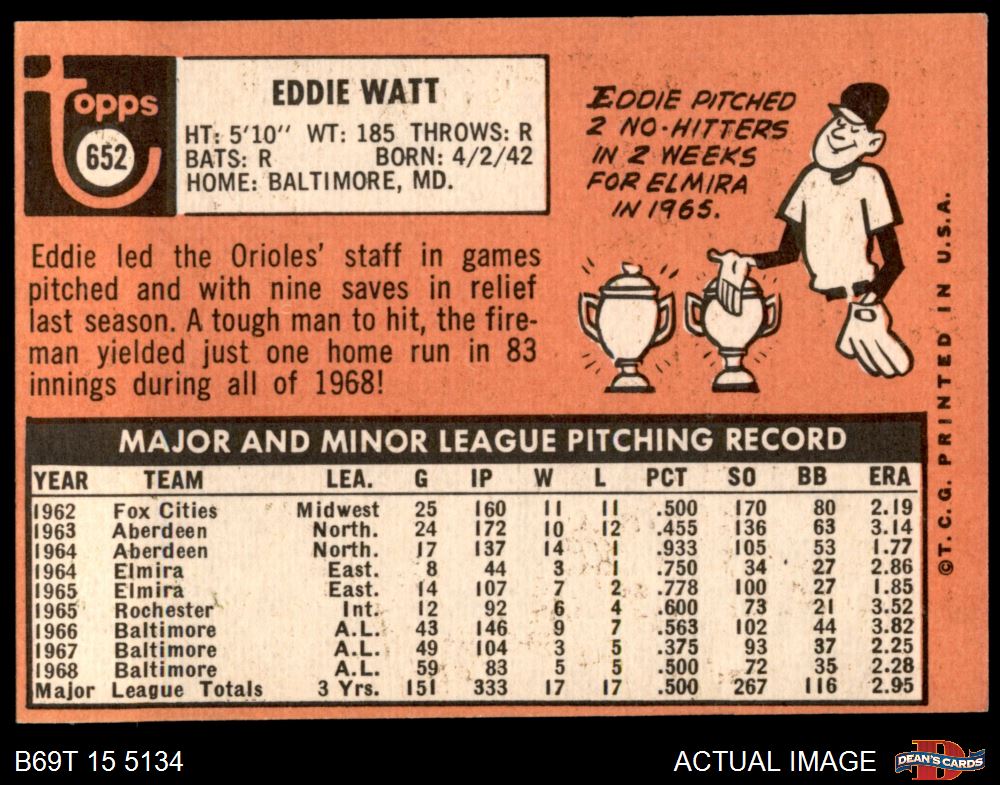 Topps
652
EDDIE WATT
HT: 5'10" WT: 185 THROWS: R
BATS: R BORN: 4/2/42
HOME: BALTIMORE, MD.
EDDIE PITCHED
2 NO-HITTERS
IN 2 WEEKS
FOR ELMIRA
IN 1965.
Eddie led the Orioles' staff in games
pitched and with nine saves in relief
last season. A tough man to hit, the fire-
man yielded just one home run in 83
innings during all of 1968!
MAJOR AND MINOR LEAGUE PITCHING RECORD
YEAR TEAM LEA. G IP W L PCT SO BB ERA
1962 Fox Cities Midwest 25 160 11 11 .500 170 80 2.19
1963 Aberdeen North. 24 172 10 12 .455 136 63 3.14
1964 Aberdeen North. 17 137 14 1 .933 105 53 1.77
1964 Elmira East. 8 44 3 1 .750 34 27 2.86
1965 Elmira East. 14 107 7 2 .778 100 27 1.85
1965 Rochester Int. 12 92 6 4 .600 73 21 3.52
1966 Baltimore A.L. 43 146 9 7 .563 102 44 3.82
1967 Baltimore A.L. 49 104 3 5 .375 93 37 2.25
1968 Baltimore A.L. 59 83 5 5 .500 72 35 2.28
Major League Totals 3 Yrs. 151 333 17 17 .500 267 116 2.95
©T. C. G. PRINTED IN U.S.A.
B69T 15 5134
ACTUAL IMAGE
DEAN'S CARDS